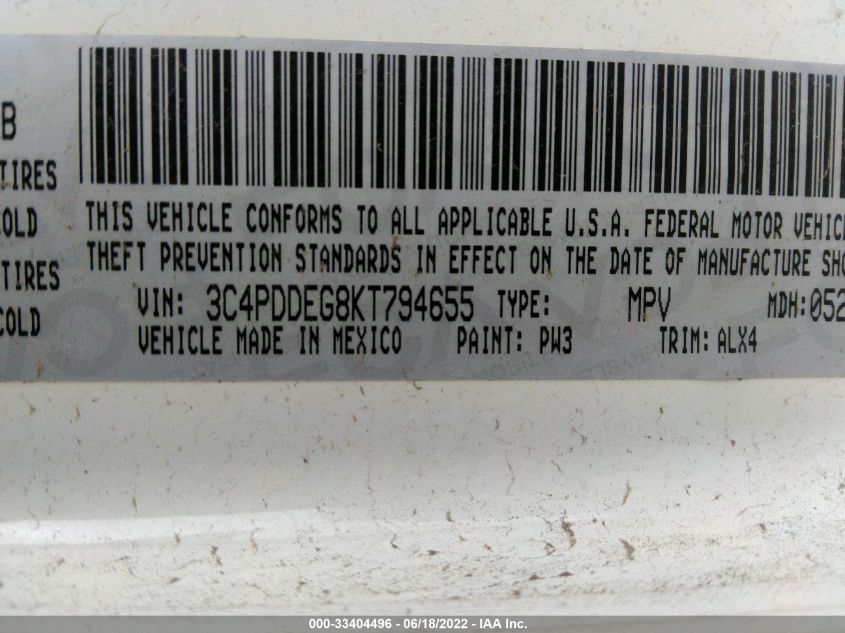 B
TIRES
COLD
TIRES
COLD
THIS VEHICLE CONFORMS TO ALL APPLICABLE U.S.A. FEDERAL MOTOR VEHIC
THEFT PREVENTION STANDARDS IN EFFECT ON THE DATE OF MANUFACTURE SHO
VIN: 3C4PDDEG8KT794655 TYPE: MPV MDH:052
VEHICLE MADE IN MEXICO PAINT: PW3 TRIM: ALX4
000-33404496 - 06/18/2022 - IAA Inc.